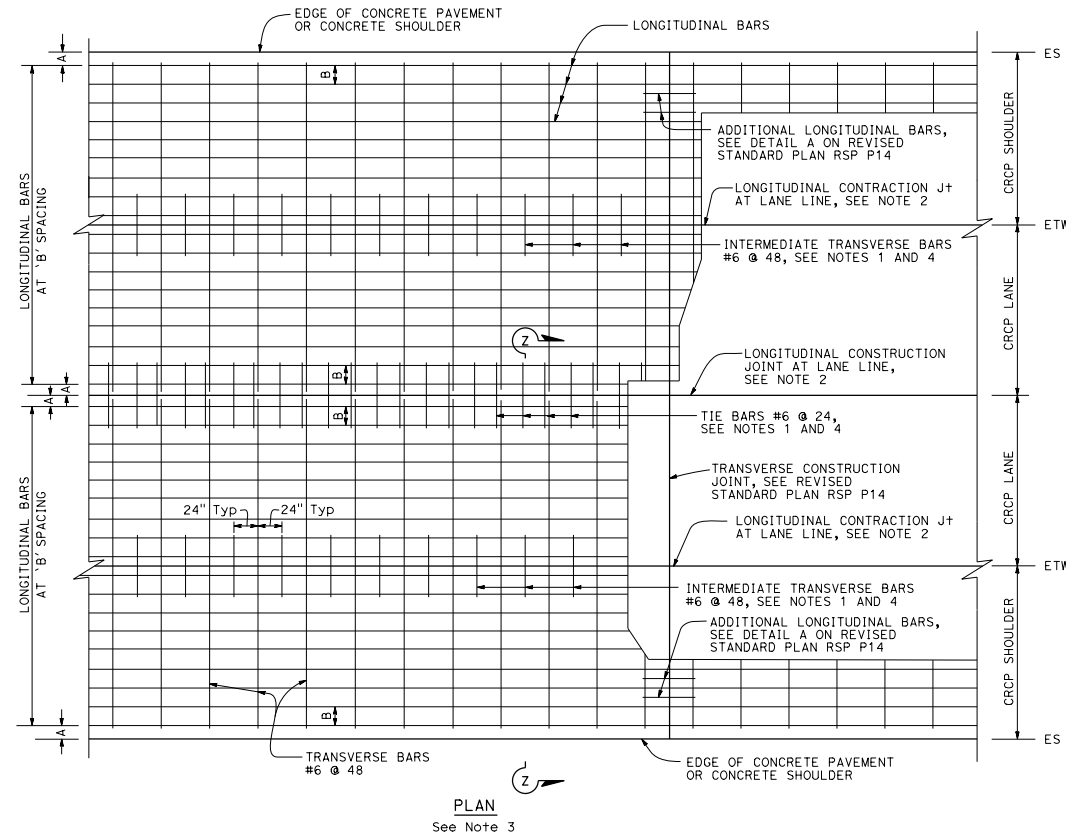 EDGE OF CONCRETE PAVEMENT
OR CONCRETE SHOULDER
LONGITUDINAL BARS
ES
A
B
ADDITIONAL LONGITUDINAL BARS,
SEE DETAIL A ON REVISED
STANDARD PLAN RSP P14
CRCP SHOULDER
LONGITUDINAL BARS
AT 'B' SPACING
LONGITUDINAL CONTRACTION Jt
AT LANE LINE, SEE NOTE 2
ETW
INTERMEDIATE TRANSVERSE BARS
#6 @ 48, SEE NOTES 1 AND 4
CRCP LANE
Z
LONGITUDINAL CONSTRUCTION
JOINT AT LANE LINE,
SEE NOTE 2
B
A
A
B
TIE BARS #6 @ 24,
SEE NOTES 1 AND 4
CRCP LANE
TRANSVERSE CONSTRUCTION
JOINT, SEE REVISED
STANDARD PLAN RSP P14
LONGITUDINAL BARS
AT 'B' SPACING
24" Typ
24" Typ
LONGITUDINAL CONTRACTION Jt
AT LANE LINE, SEE NOTE 2
ETW
INTERMEDIATE TRANSVERSE BARS
#6 @ 48, SEE NOTES 1 AND 4
ADDITIONAL LONGITUDINAL BARS,
SEE DETAIL A ON REVISED
STANDARD PLAN RSP P14
CRCP SHOULDER
B
A
ES
TRANSVERSE BARS
#6 @ 48
EDGE OF CONCRETE PAVEMENT
OR CONCRETE SHOULDER
Z
PLAN
See Note 3